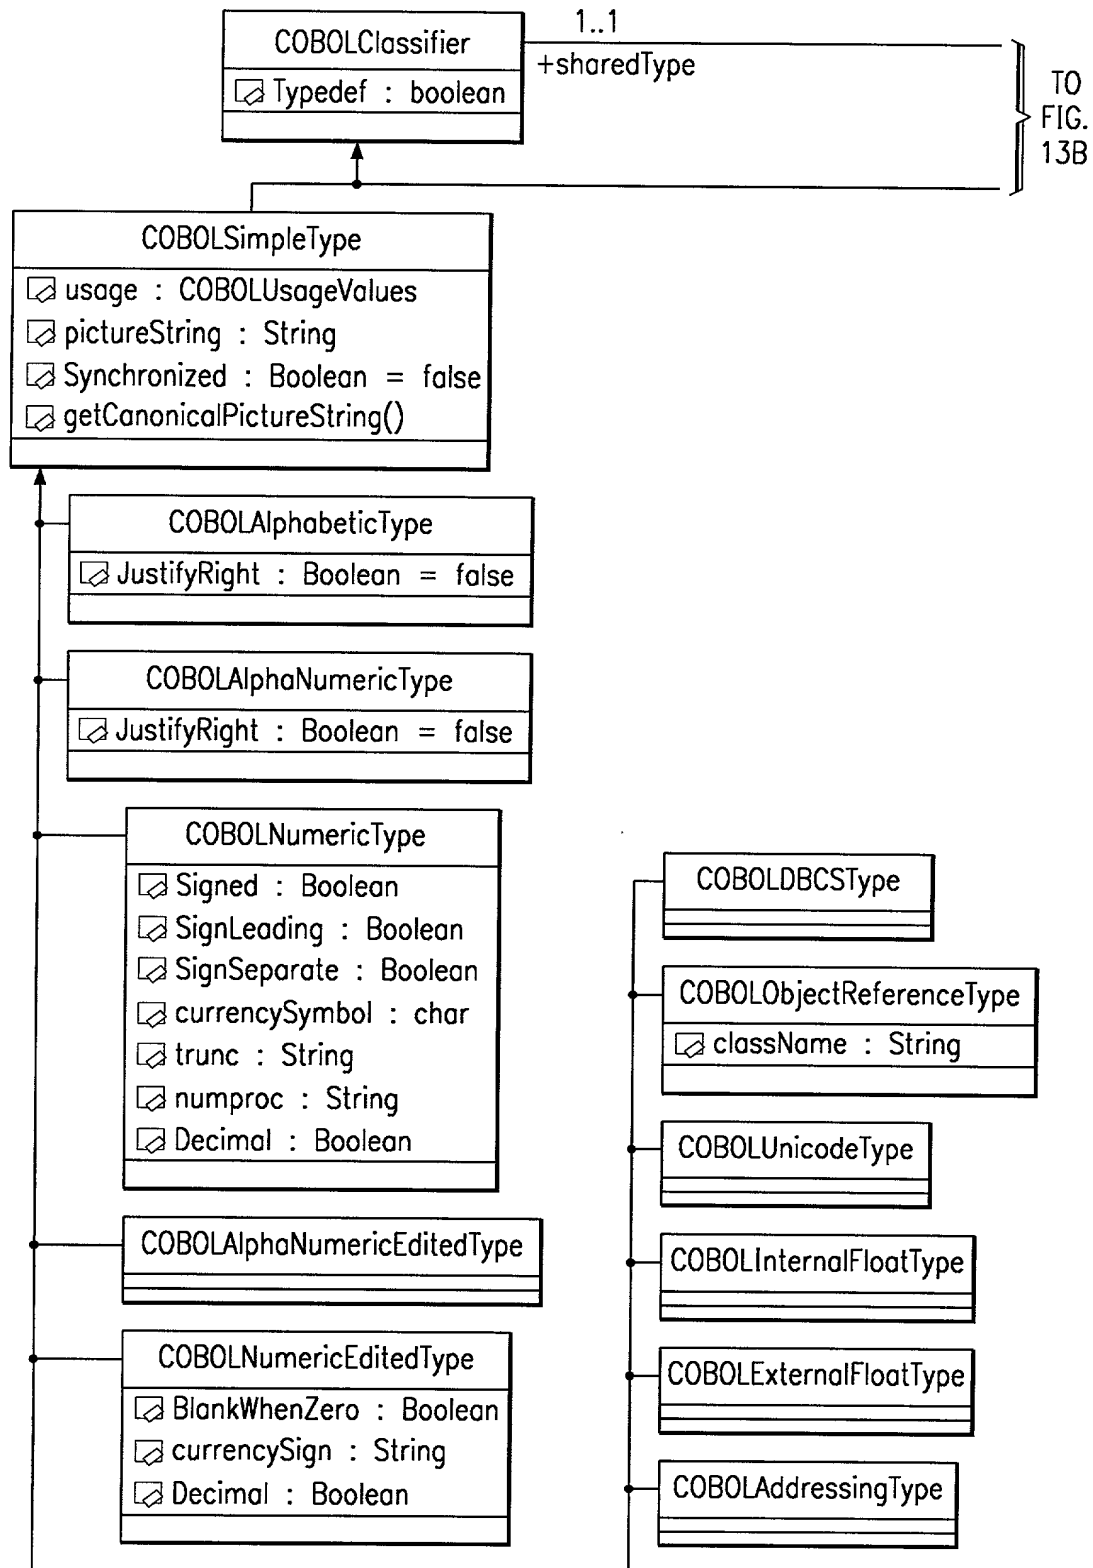 COBOLClassifier
Typedef : boolean
1..1
+sharedType
TO
FIG.
13B
COBOLSimpleType
usage : COBOLUsageValues
pictureString : String
Synchronized : Boolean = false
getCanonicalPictureString()
COBOLAlphabeticType
JustifyRight : Boolean = false
COBOLAlphaNumericType
JustifyRight : Boolean = false
COBOLNumericType
Signed : Boolean
SignLeading : Boolean
SignSeparate : Boolean
currencySymbol : char
trunc : String
numproc : String
Decimal : Boolean
COBOLAlphaNumericEditedType
COBOLNumericEditedType
BlankWhenZero : Boolean
currencySign : String
Decimal : Boolean
COBOLDBCSType
COBOLObjectReferenceType
className : String
COBOLUnicodeType
COBOLInternalFloatType
COBOLExternalFloatType
COBOLAddressingType